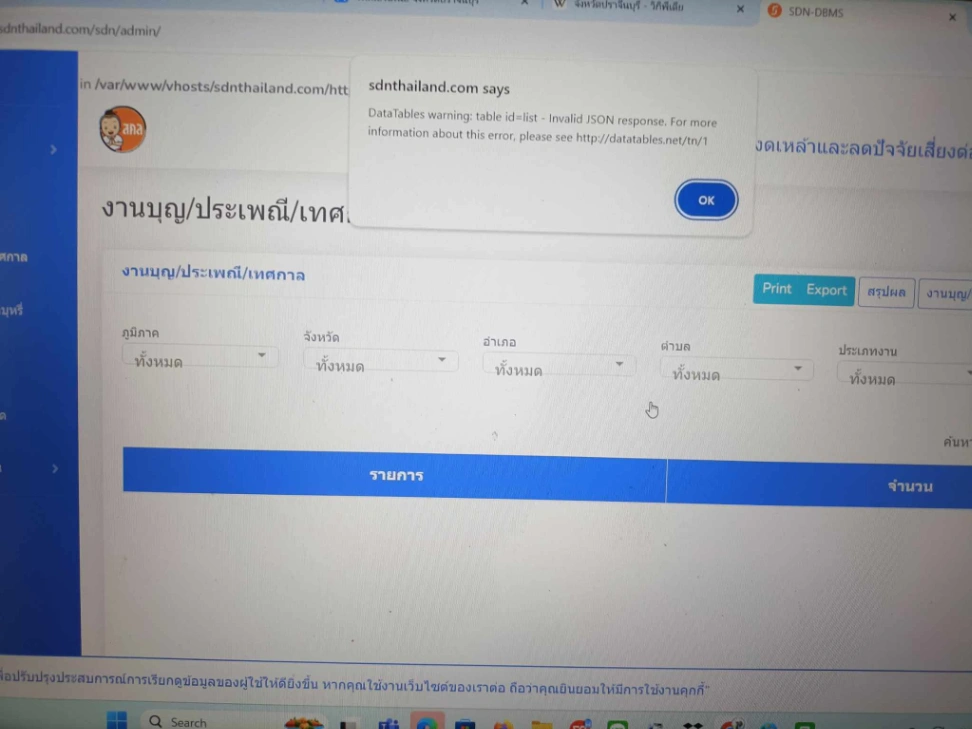 จังหวัดปราจีนบุรี - วิกิพีเดีย
SDN-DBMS
sdnthailand.com/sdn/admin/
in /var/www/vhosts/sdnthailand.com/htt
sdnthailand.com says
DataTables warning: table id=list - Invalid JSON response. For more
information about this error, please see http://datatables.net/tn/1
OK
สคล
งดเหล้าและลดปัจจัยเสี่ยงต่อ
งานบุญ/ประเพณี/เทศ
งานบุญ/ประเพณี/เทศกาล
Print Export สรุปผล งานบุญ/
ศกาล
บุหรี่
ภูมิภาค จังหวัด อำเภอ ตำบล ประเภทงาน
ทั้งหมด ทั้งหมด ทั้งหมด ทั้งหมด ทั้งหมด
ค้นหา
รายการ จำนวน
ื่อปรับปรุงประสบการณ์การเรียกดูข้อมูลของผู้ใช้ให้ดียิ่งขึ้น หากคุณใช้งานเว็บไซต์ของเราต่อ ถือว่าคุณยินยอมให้มีการใช้งานคุกกี้"
Search